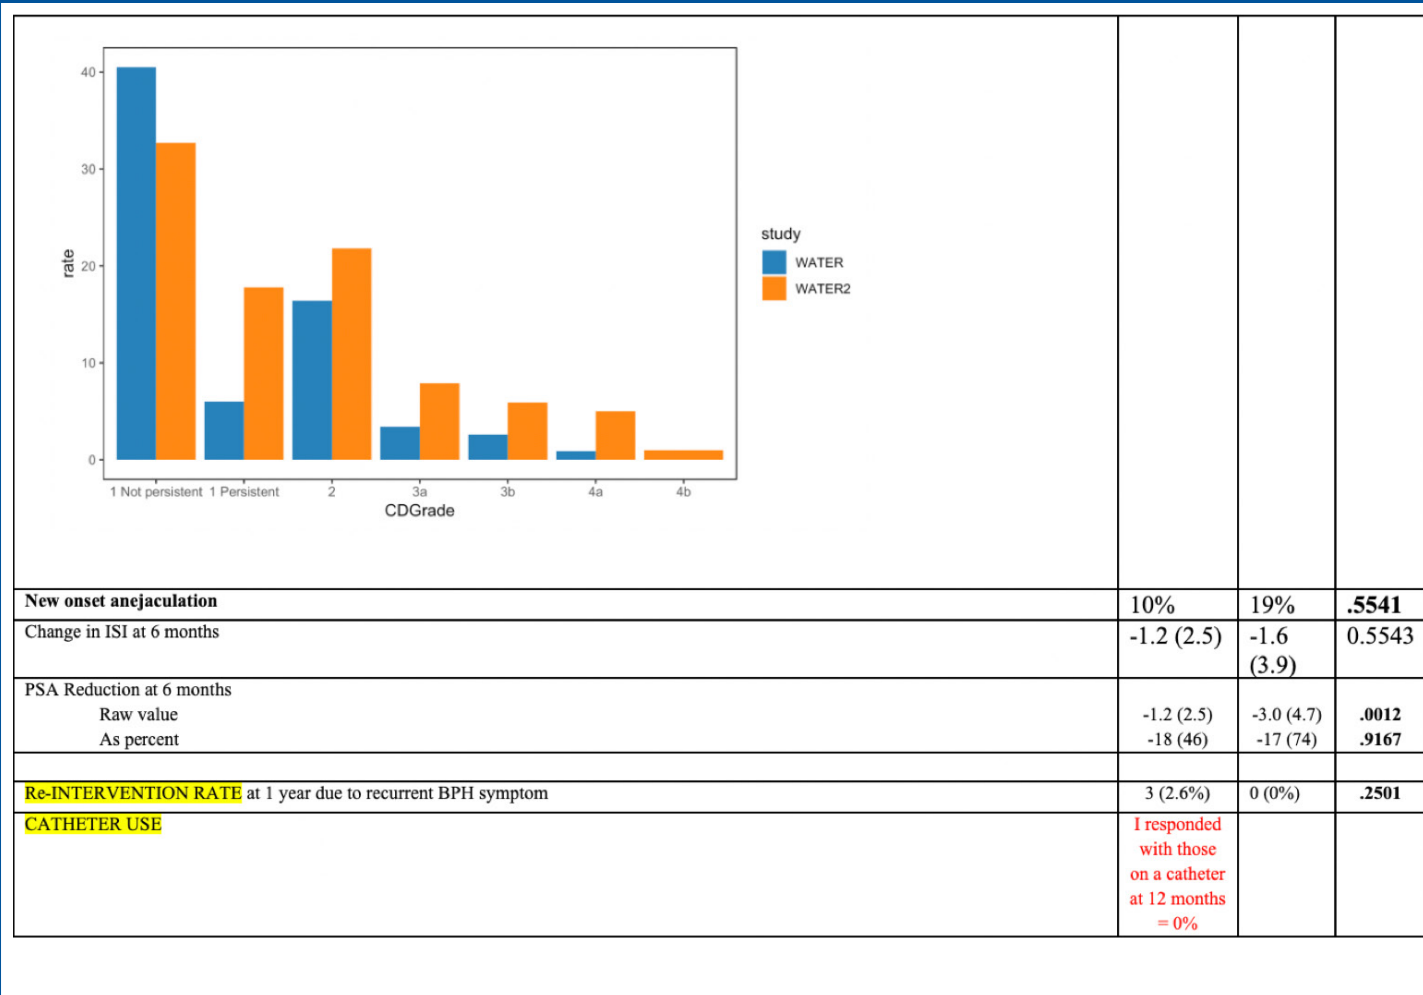 40
30
rate
20
10
0
1 Not persistent 1 Persistent 2 3a 3b 4a 4b
CDGrade
study
WATER
WATER2
New onset anejaculation 10% 19% .5541
Change in ISI at 6 months -1.2 (2.5) -1.6 0.5543
(3.9)
PSA Reduction at 6 months
Raw value -1.2 (2.5) -3.0 (4.7) .0012
As percent -18 (46) -17 (74) .9167
Re-INTERVENTION RATE at 1 year due to recurrent BPH symptom 3 (2.6%) 0 (0%) .2501
CATHETER USE I responded
with those
on a catheter
at 12 months
= 0%